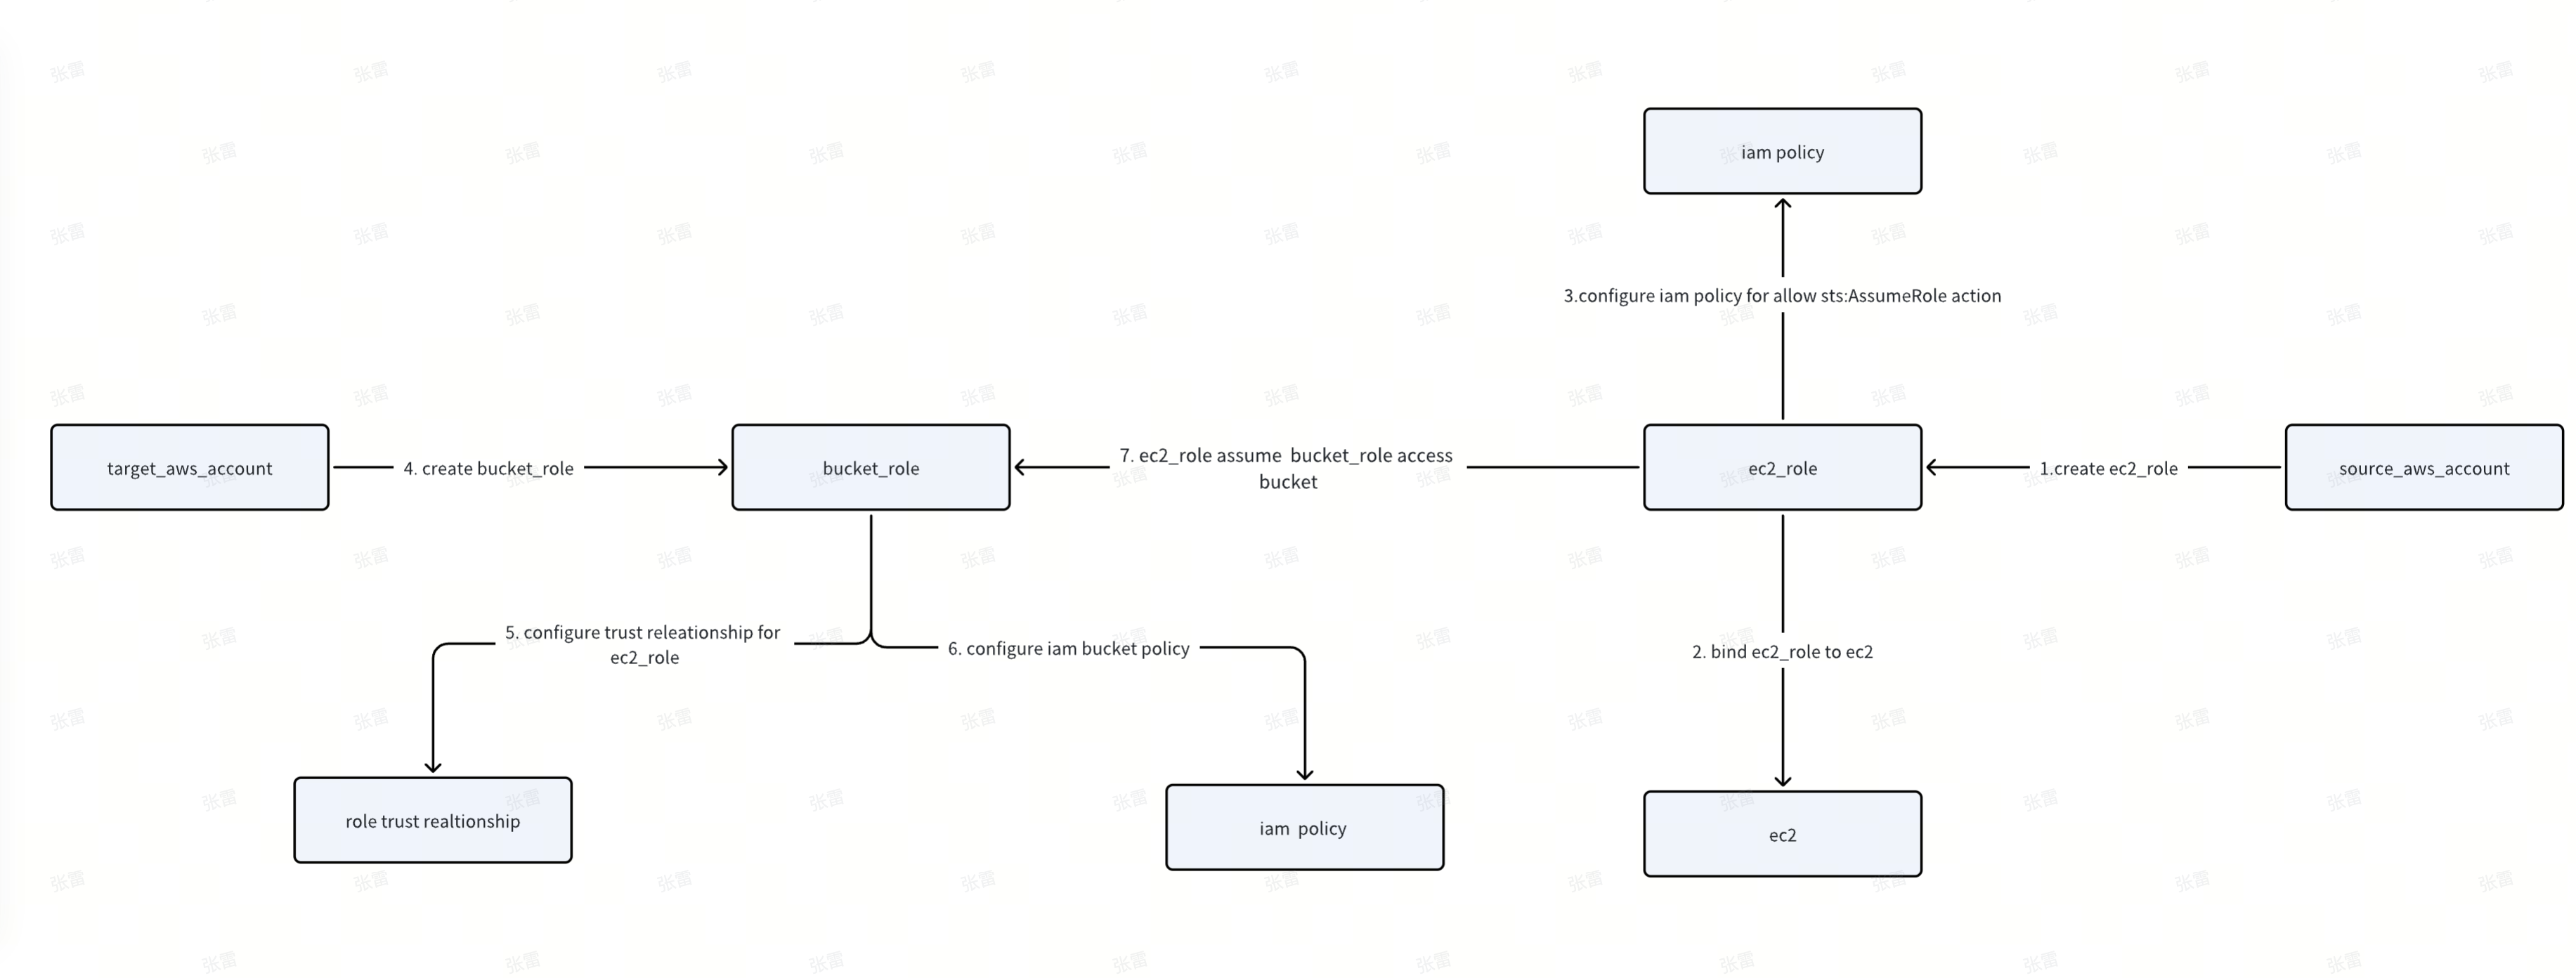 iam policy
3.configure iam policy for allow sts:AssumeRole action
target_aws_account
4. create bucket_role
bucket_role
7. ec2_role assume  bucket_role access
bucket
ec2_role
1.create ec2_role
source_aws_account
5. configure trust releationship for
ec2_role
6. configure iam bucket policy
2. bind ec2_role to ec2
role trust realtionship
iam  policy
ec2
张雷